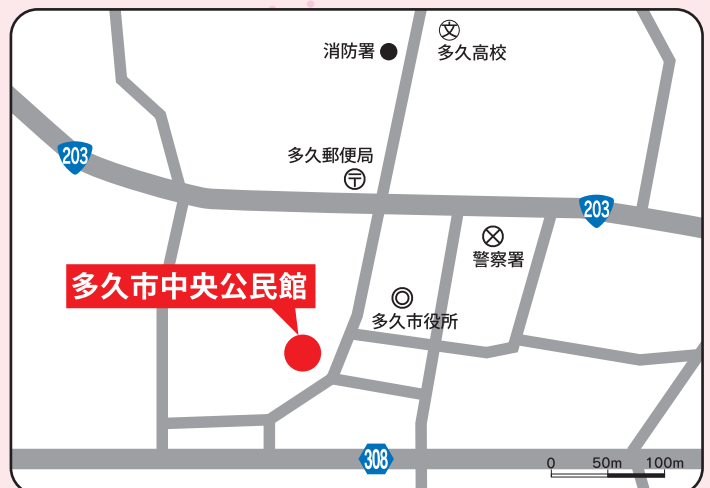 文
消防署
多久高校
多久郵便局
〒
203
203
警察署
多久市中央公民館
多久市役所
308
0 50m 100m